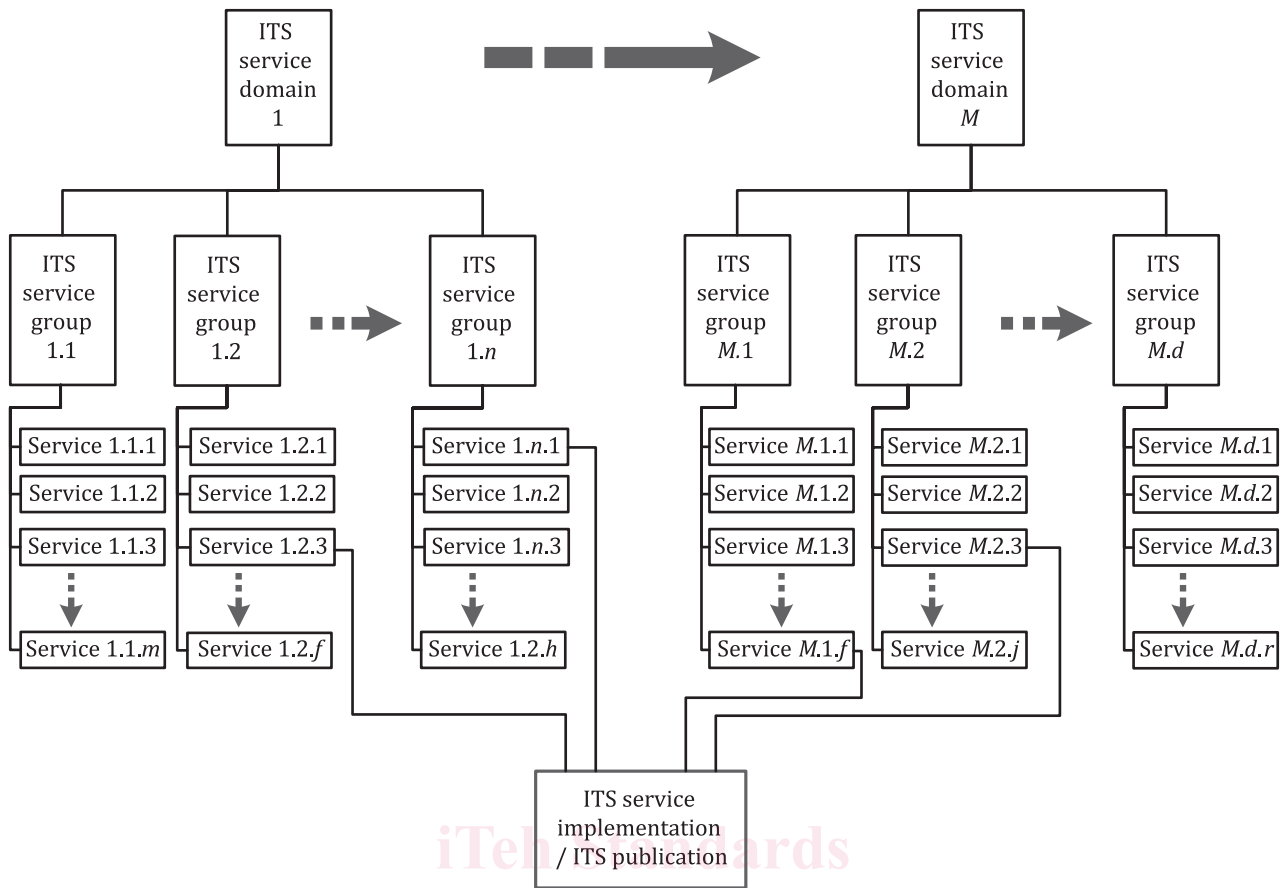 ITS
service
domain
1
ITS
service
domain
M
ITS
service
group
1.1
ITS
service
group
1.2
ITS
service
group
1.n
ITS
service
group
M.1
ITS
service
group
M.2
ITS
service
group
M.d
Service 1.1.1
Service 1.1.2
Service 1.1.3
Service 1.1.m
Service 1.2.1
Service 1.2.2
Service 1.2.3
Service 1.2.f
Service 1.n.1
Service 1.n.2
Service 1.n.3
Service 1.2.h
Service M.1.1
Service M.1.2
Service M.1.3
Service M.1.f
Service M.2.1
Service M.2.2
Service M.2.3
Service M.2.j
Service M.d.1
Service M.d.2
Service M.d.3
Service M.d.r
ITS service
implementation
/ ITS publication
iTeh Standards